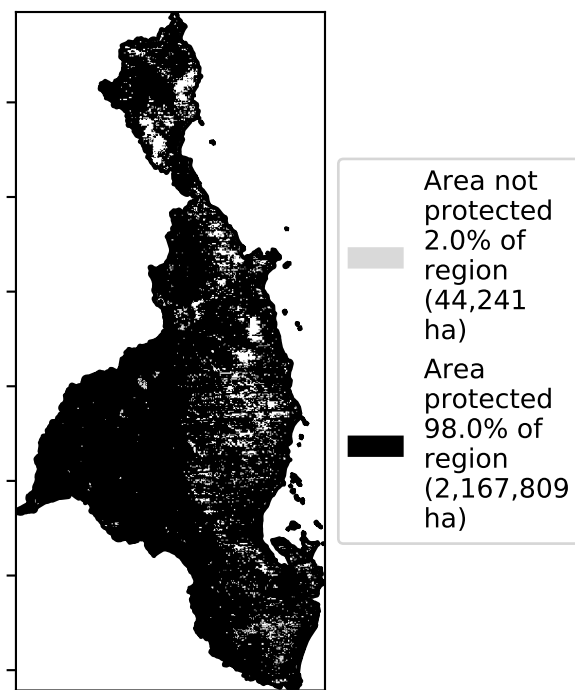 Area not
protected
2.0% of
region
(44,241
ha)
Area
protected
98.0% of
region
(2,167,809
ha)